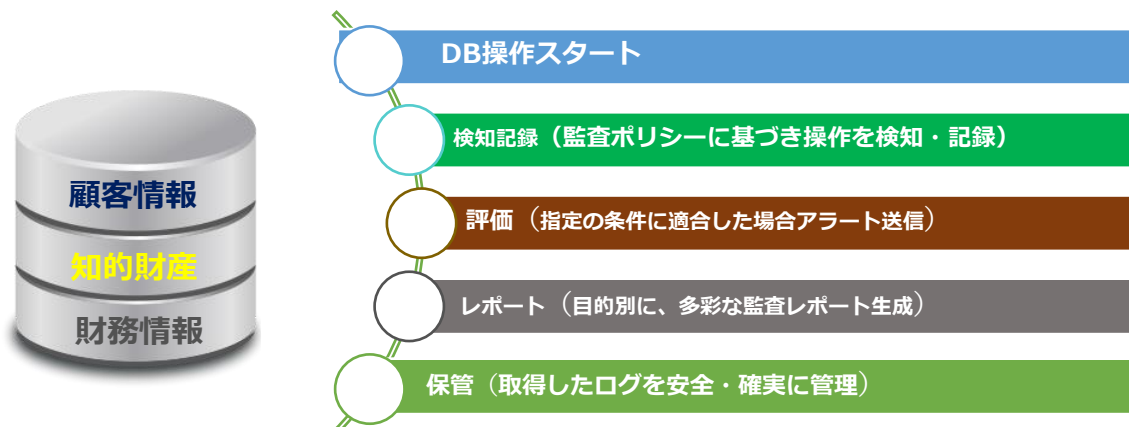 顧客情報
知的財産
財務情報
DB操作スタート
検知記録（監査ポリシーに基づき操作を検知・記録）
評価（指定の条件に適合した場合アラート送信）
レポート（目的別に、多彩な監査レポート生成）
保管（取得したログを安全・確実に管理）